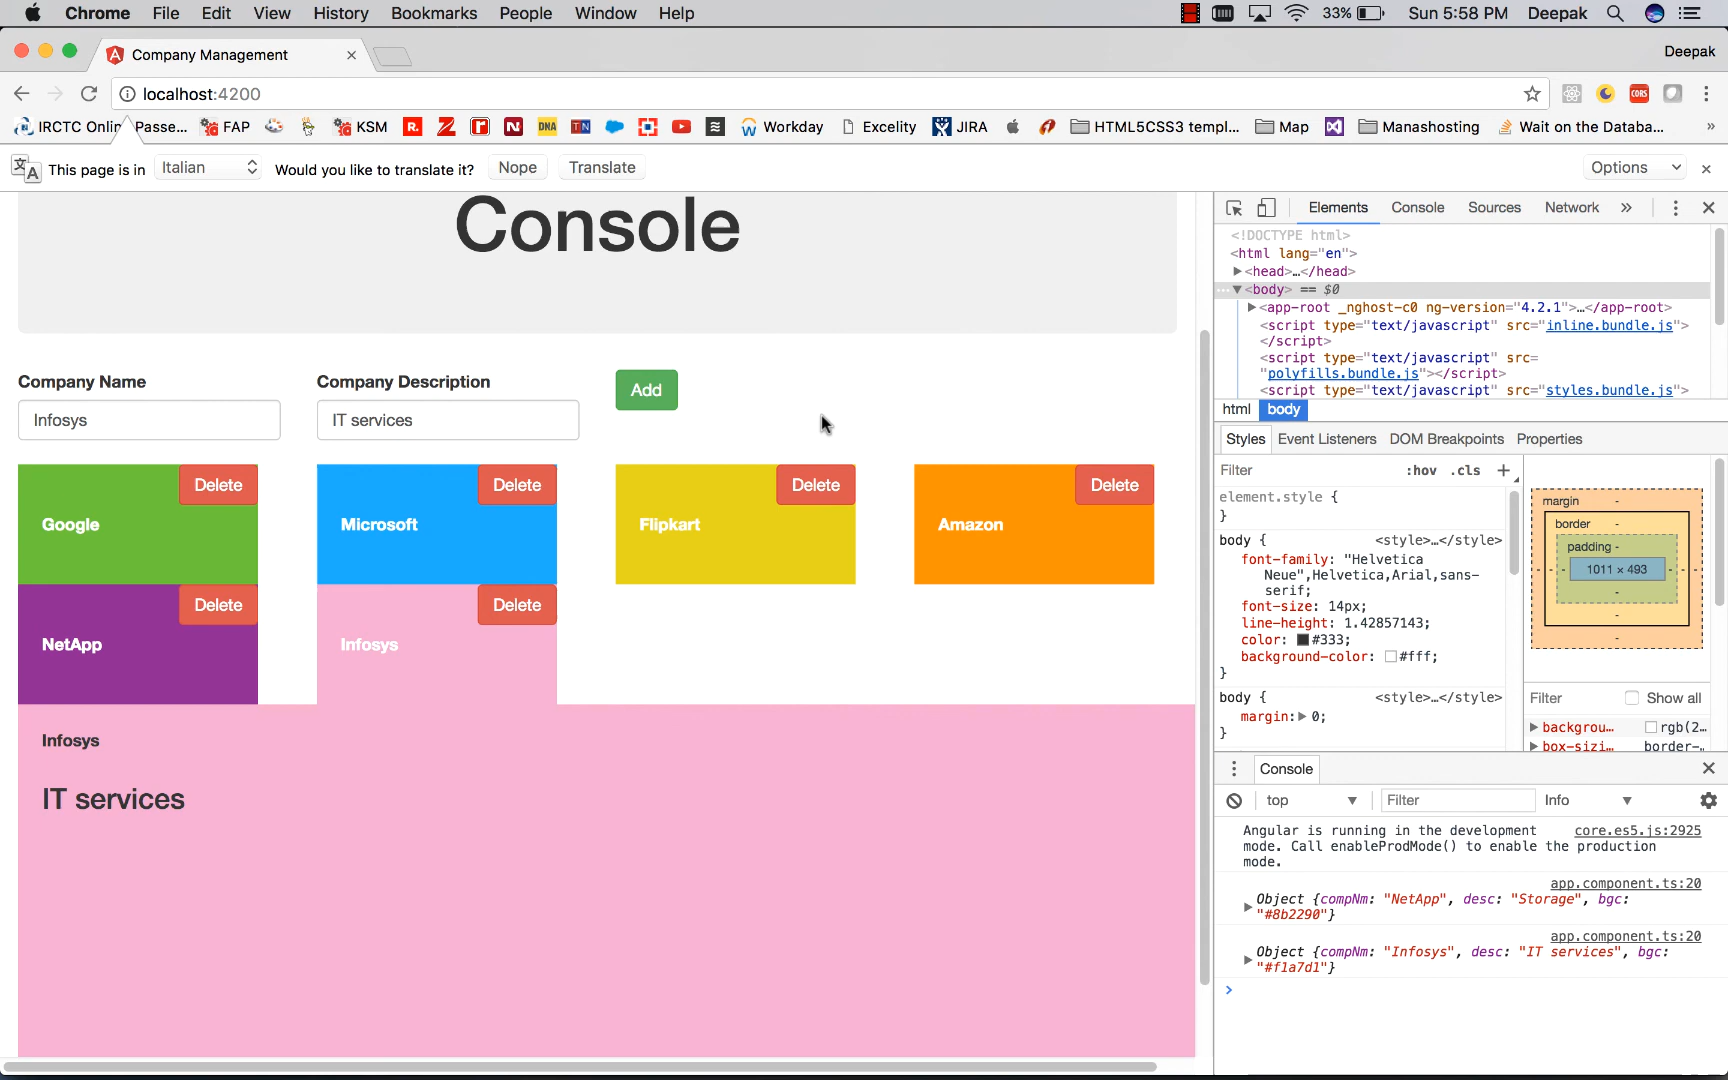 Chrome File Edit View History Bookmarks People Window Help 33% Sun 5:58 PM Deepak
Company Management Deepak
localhost:4200 CORS
IRCTC Onlin Passe... FAP KSM R. Z r N DNA TN Workday Excelity JIRA HTML5CSS3 templ... Map Manashosting Wait on the Databa... »
This page is in Italian Would you like to translate it? Nope Translate Options
Console
Company Name Company Description Add
Infosys IT services
Delete Delete Delete Delete
Google Microsoft Flipkart Amazon
Delete Delete
NetApp Infosys
Infosys
IT services
Elements Console Sources Network »
<!DOCTYPE html>
<html lang="en">
<head>…</head>
… <body> == $0
<app-root _nghost-c0 ng-version="4.2.1">…</app-root>
<script type="text/javascript" src="inline.bundle.js">
</script>
<script type="text/javascript" src=
"polyfills.bundle.js"></script>
<script type="text/javascript" src="styles.bundle.js">
html body
Styles Event Listeners DOM Breakpoints Properties
Filter :hov .cls +
element.style {
}
body { <style>…</style>
font-family: "Helvetica
Neue",Helvetica,Arial,sans-
serif;
font-size: 14px;
line-height: 1.42857143;
color: #333;
background-color: #fff;
}
body { <style>…</style>
margin: 0;
}
margin -
border -
padding -
- - - 1011 × 493 - - -
-
-
-
Filter Show all
backgrou... rgb(2...
box-sizi... border-...
Console
top Filter Info
Angular is running in the development core.es5.js:2925
mode. Call enableProdMode() to enable the production
mode.
app.component.ts:20
Object {compNm: "NetApp", desc: "Storage", bgc:
"#8b2290"}
app.component.ts:20
Object {compNm: "Infosys", desc: "IT services", bgc:
"#f1a7d1"}
>